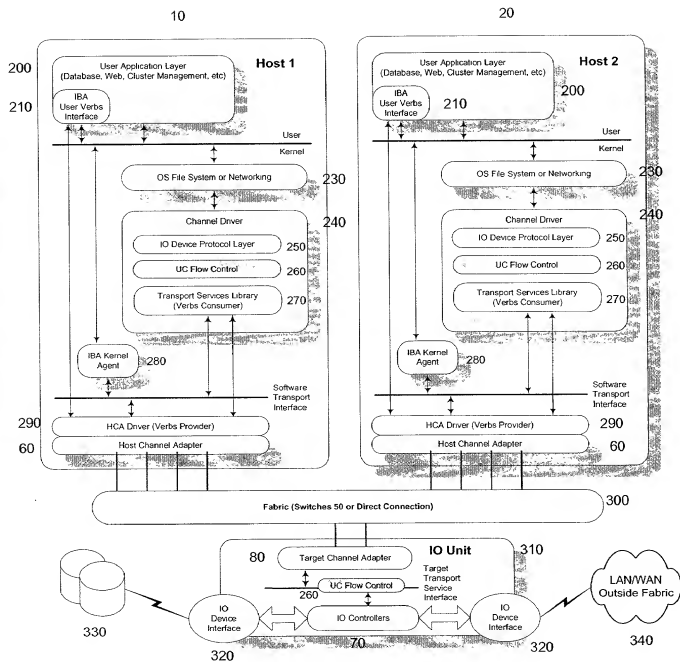 10
20
Host 1
User Application Layer
(Database, Web, Cluster Management, etc)
200
IBA
User Verbs
Interface
210
User
Kernel
OS File System or Networking
230
Channel Driver
240
IO Device Protocol Layer
250
UC Flow Control
260
Transport Services Library
(Verbs Consumer)
270
IBA Kernel
Agent
280
Software
Transport
Interface
290
HCA Driver (Verbs Provider)
60
Host Channel Adapter
Host 2
User Application Layer
(Database, Web, Cluster Management, etc)
200
IBA
User Verbs
Interface
210
User
Kernel
OS File System or Networking
230
Channel Driver
240
IO Device Protocol Layer
250
UC Flow Control
260
Transport Services Library
(Verbs Consumer)
270
IBA Kernel
Agent
280
Software
Transport
Interface
HCA Driver (Verbs Provider)
290
Host Channel Adapter
60
Fabric (Switches 50 or Direct Connection)
300
IO Unit
310
80
Target Channel Adapter
Target
Transport
Service
Interface
UC Flow Control
260
IO Controllers
70
IO
Device
Interface
320
IO
Device
Interface
320
330
LAN/WAN
Outside Fabric
340